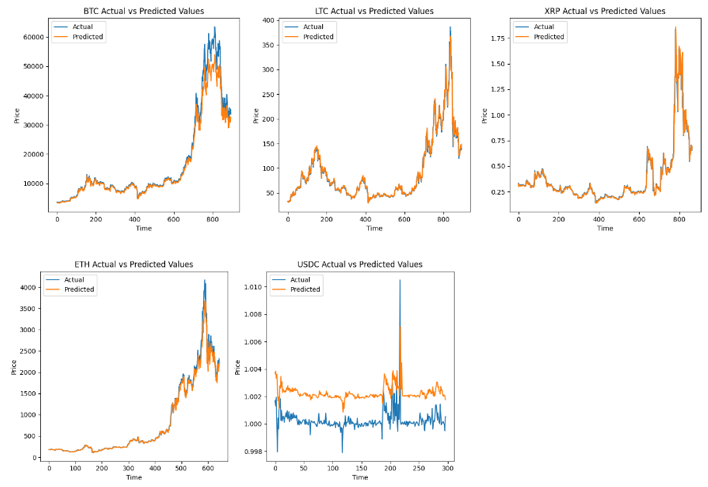 BTC Actual vs Predicted Values
Actual
Predicted
60000
50000
40000
30000
20000
10000
Price
0 200 400 600 800
Time
LTC Actual vs Predicted Values
Actual
Predicted
400
350
300
250
200
150
100
50
Price
0 200 400 600 800
Time
XRP Actual vs Predicted Values
Actual
Predicted
1.75
1.50
1.25
1.00
0.75
0.50
0.25
Price
0 200 400 600 800
Time
ETH Actual vs Predicted Values
Actual
Predicted
4000
3500
3000
2500
2000
1500
1000
500
0
Price
0 100 200 300 400 500 600
Time
USDC Actual vs Predicted Values
Actual
Predicted
1.010
1.008
1.006
1.004
1.002
1.000
0.998
Price
0 50 100 150 200 250 300
Time